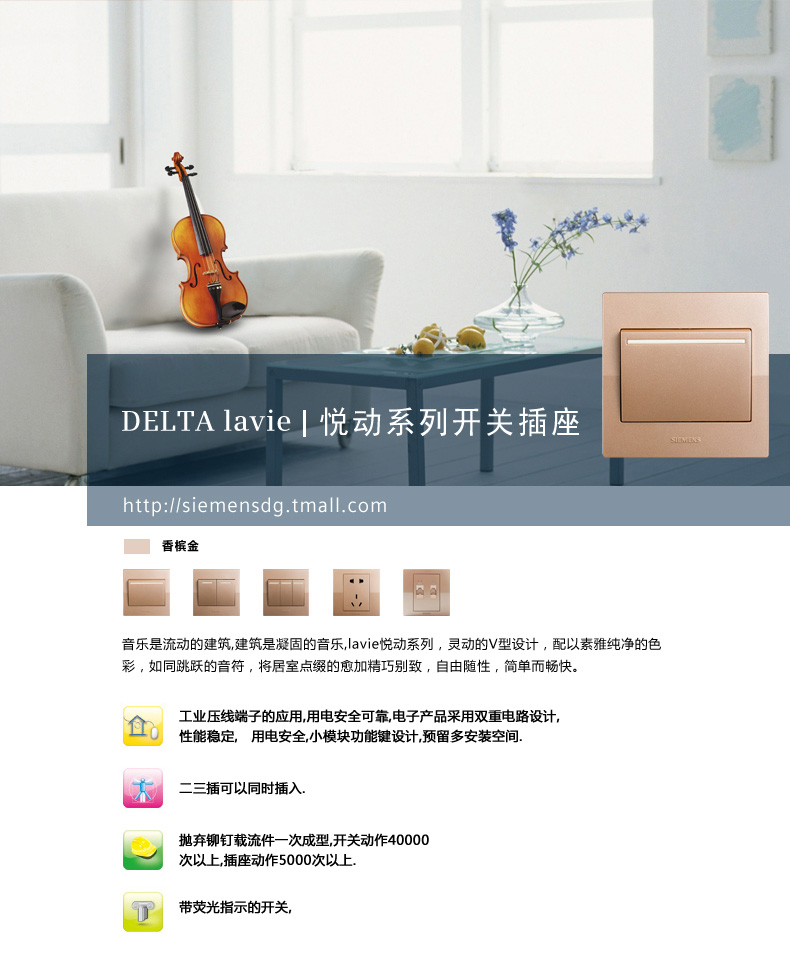 DELTA lavie | 悦动系列开关插座
SIEMENS
http://siemensdg.tmall.com
香槟金
音乐是流动的建筑,建筑是凝固的音乐,lavie悦动系列，灵动的V型设计，配以素雅纯净的色
彩，如同跳跃的音符，将居室点缀的愈加精巧别致，自由随性，简单而畅快。
工业压线端子的应用,用电安全可靠,电子产品采用双重电路设计,
性能稳定,　用电安全,小模块功能键设计,预留多安装空间.
二三插可以同时插入.
抛弃铆钉载流件一次成型,开关动作40000
次以上,插座动作5000次以上.
带荧光指示的开关,